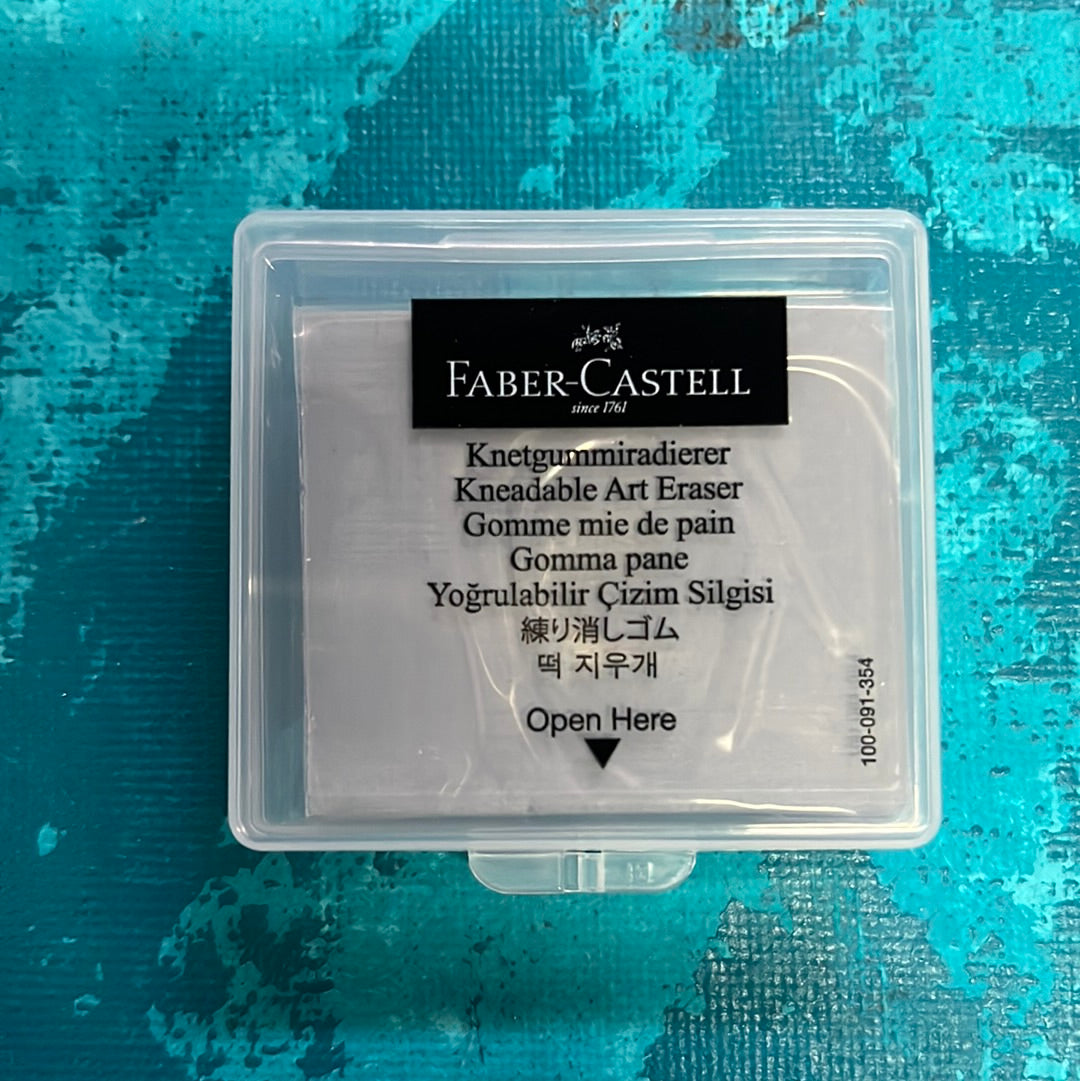 FABER-CASTELL
since 1761
Knetgummiradierer
Kneadable Art Eraser
Gomme mie de pain
Gomma pane
Yoğrulabilir Çizim Silgisi
練り消しゴム
떡 지우개
Open Here
100-091-354